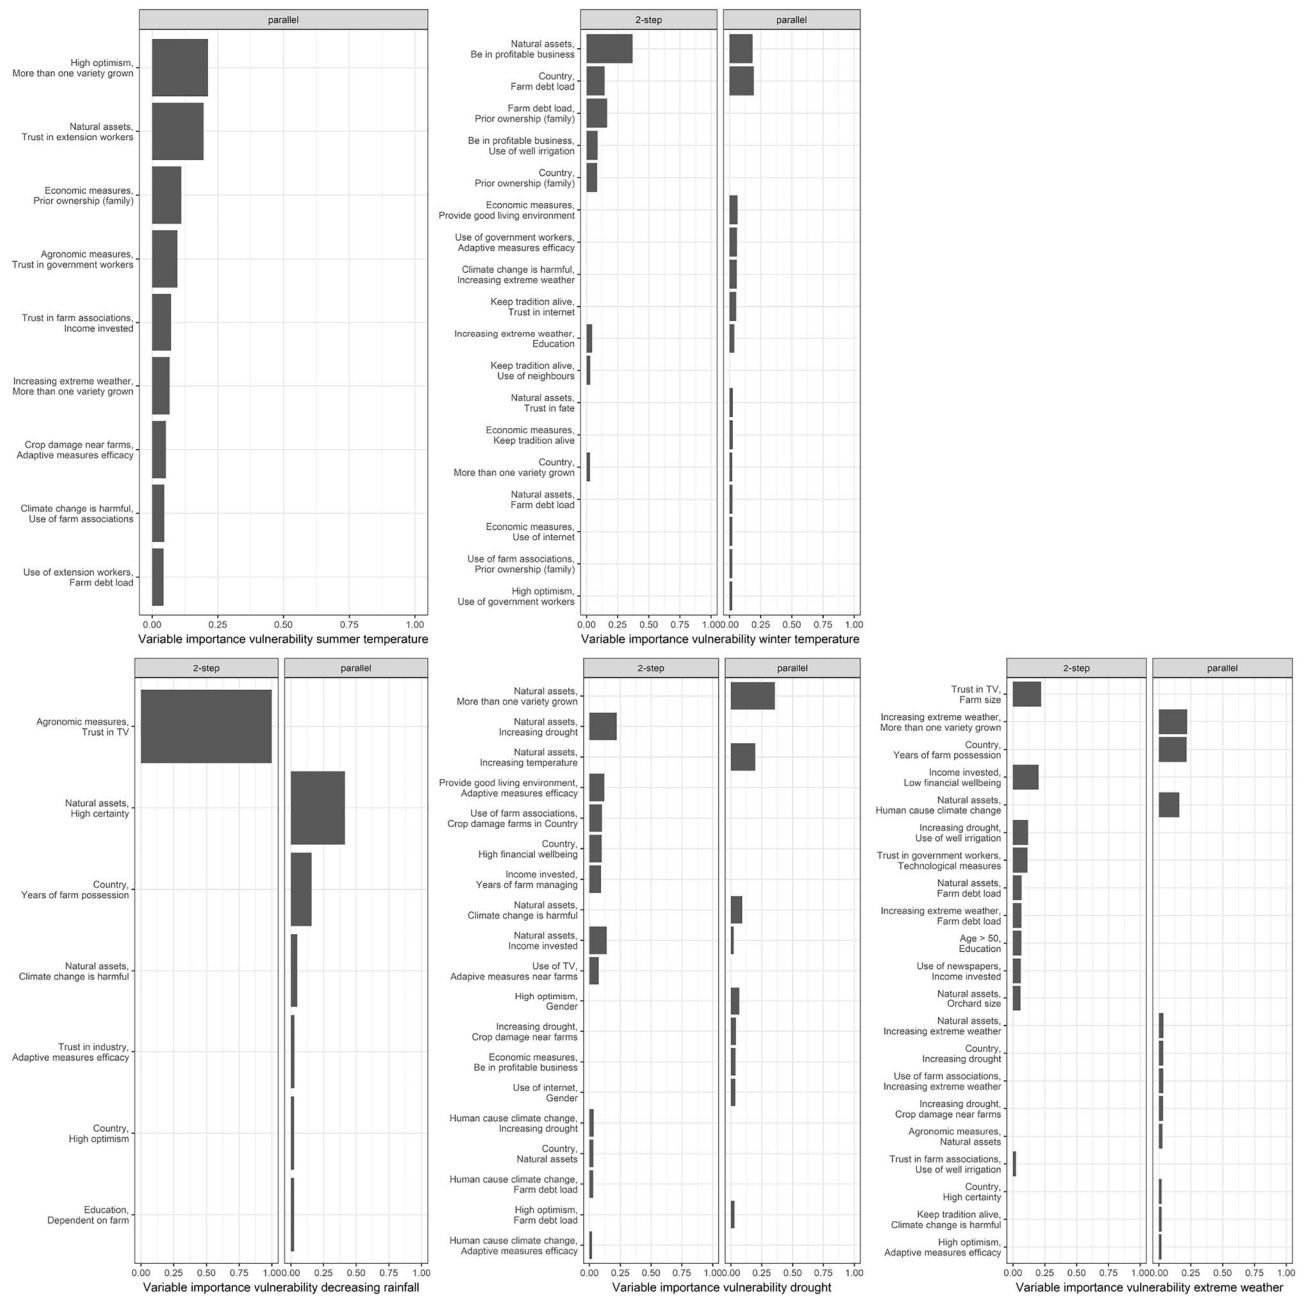 parallel
High optimism,
More than one variety grown
Natural assets,
Trust in extension workers
Economic measures,
Prior ownership (family)
Agronomic measures,
Trust in government workers
Trust in farm associations,
Income invested
Increasing extreme weather,
More than one variety grown
Crop damage near farms,
Adaptive measures efficacy
Climate change is harmful,
Use of farm associations
Use of extension workers,
Farm debt load
0.00 0.25 0.50 0.75 1.00
Variable importance vulnerability summer temperature
2-step parallel
Natural assets,
Be in profitable business
Country,
Farm debt load
Farm debt load,
Prior ownership (family)
Be in profitable business,
Use of well irrigation
Country,
Prior ownership (family)
Economic measures,
Provide good living environment
Use of government workers,
Adaptive measures efficacy
Climate change is harmful,
Increasing extreme weather
Keep tradition alive,
Trust in internet
Increasing extreme weather,
Education
Keep tradition alive,
Use of neighbours
Natural assets,
Trust in fate
Economic measures,
Keep tradition alive
Country,
More than one variety grown
Natural assets,
Farm debt load
Economic measures,
Use of internet
Use of farm associations,
Prior ownership (family)
High optimism,
Use of government workers
0.00 0.25 0.50 0.75 1.00 0.00 0.25 0.50 0.75 1.00
Variable importance vulnerability winter temperature
2-step parallel
Agronomic measures,
Trust in TV
Natural assets,
High certainty
Country,
Years of farm possession
Natural assets,
Climate change is harmful
Trust in industry,
Adaptive measures efficacy
Country,
High optimism
Education,
Dependent on farm
0.00 0.25 0.50 0.75 1.00 0.00 0.25 0.50 0.75 1.00
Variable importance vulnerability decreasing rainfall
2-step parallel
Natural assets,
More than one variety grown
Natural assets,
Increasing drought
Natural assets,
Increasing temperature
Provide good living environment,
Adaptive measures efficacy
Use of farm associations,
Crop damage farms in Country
Country,
High financial wellbeing
Income invested,
Years of farm managing
Natural assets,
Climate change is harmful
Natural assets,
Income invested
Use of TV,
Adapive measures near farms
High optimism,
Gender
Increasing drought,
Crop damage near farms
Economic measures,
Be in profitable business
Use of internet,
Gender
Human cause climate change,
Increasing drought
Country,
Natural assets
Human cause climate change,
Farm debt load
High optimism,
Farm debt load
Human cause climate change,
Adaptive measures efficacy
0.00 0.25 0.50 0.75 1.00 0.00 0.25 0.50 0.75 1.00
Variable importance vulnerability drought
2-step parallel
Trust in TV,
Farm size
Increasing extreme weather,
More than one variety grown
Country,
Years of farm possession
Income invested,
Low financial wellbeing
Natural assets,
Human cause climate change
Increasing drought,
Use of well irrigation
Trust in government workers,
Technological measures
Natural assets,
Farm debt load
Increasing extreme weather,
Farm debt load
Age > 50,
Education
Use of newspapers,
Income invested
Natural assets,
Orchard size
Natural assets,
Increasing extreme weather
Country,
Increasing drought
Use of farm associations,
Increasing extreme weather
Increasing drought,
Crop damage near farms
Agronomic measures,
Natural assets
Trust in farm associations,
Use of well irrigation
Country,
High certainty
Keep tradition alive,
Climate change is harmful
High optimism,
Adaptive measures efficacy
0.00 0.25 0.50 0.75 1.00 0.00 0.25 0.50 0.75 1.00
Variable importance vulnerability extreme weather